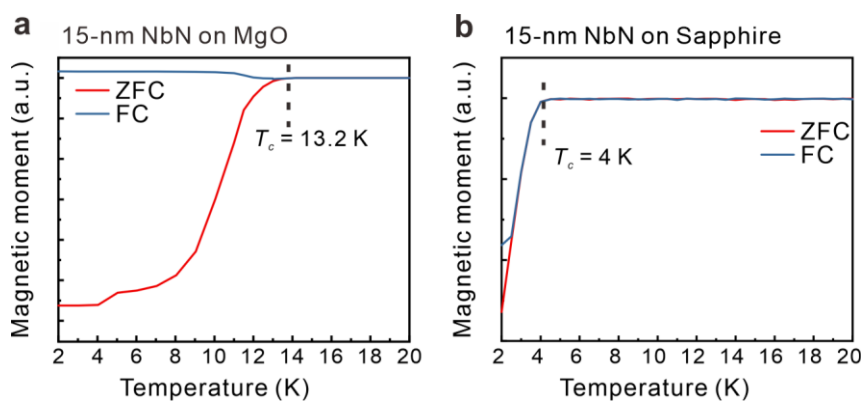 a
15-nm NbN on MgO
ZFC
FC
T_c = 13.2 K
Magnetic moment (a.u.)
2 4 6 8 10 12 14 16 18 20
Temperature (K)
b
15-nm NbN on Sapphire
ZFC
FC
T_c = 4 K
Magnetic moment (a.u.)
2 4 6 8 10 12 14 16 18 20
Temperature (K)